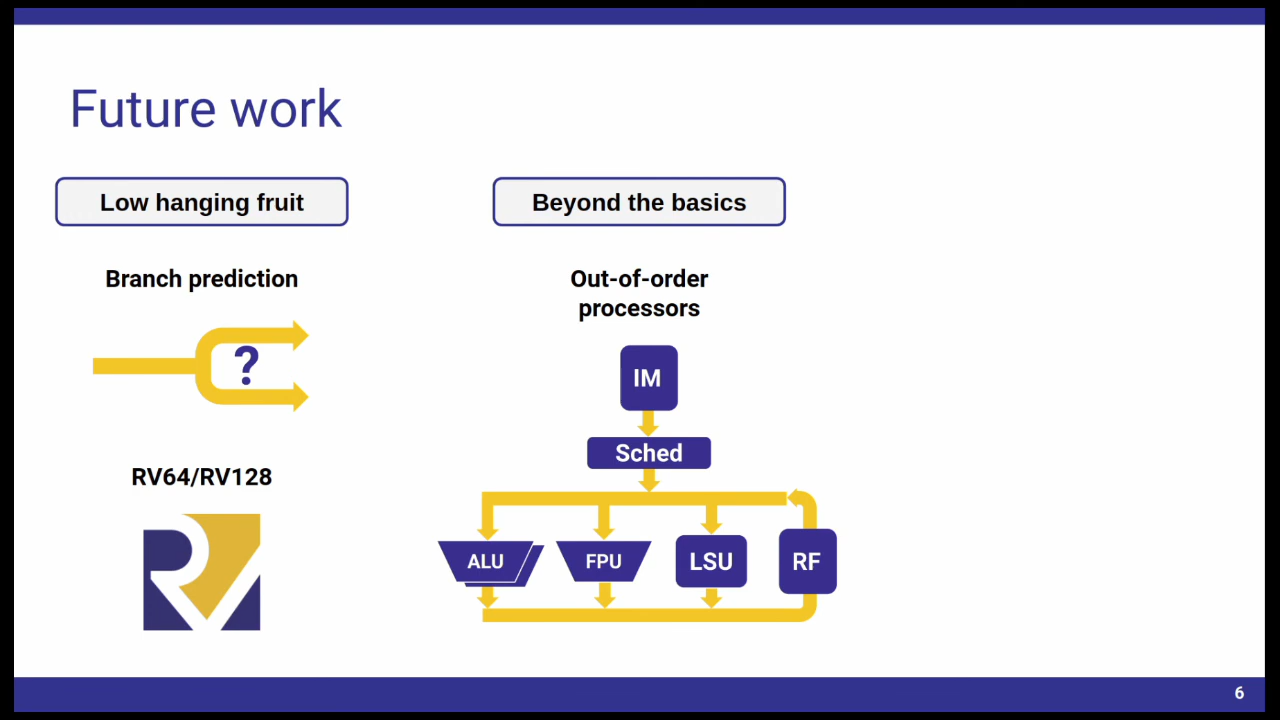 Future work
Low hanging fruit
Branch prediction
?
RV64/RV128
Beyond the basics
Out-of-order
processors
IM
Sched
ALU
FPU
LSU
RF
6